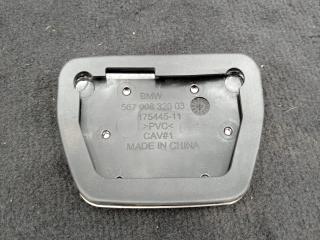 BMW
567 908 320 03
175445-11
>PVC<
CAV#1
MADE IN CHINA